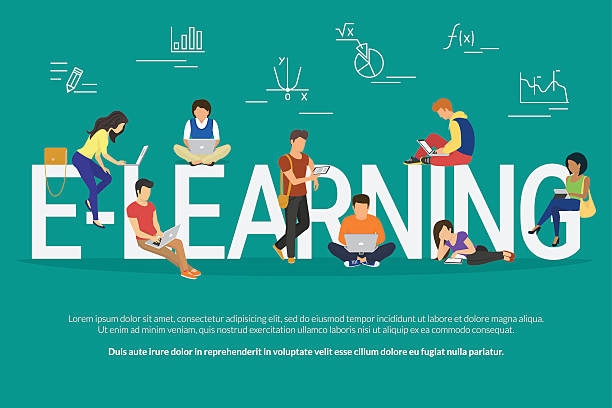 √x
f(x)
y
0 x
E-LEARNING
Lorem ipsum dolor sit amet, consectetur adipiscing elit, sed do eiusmod tempor incididunt ut labore et dolore magna aliqua.
Ut enim ad minim veniam, quis nostrud exercitation ullamco laboris nisi ut aliquip ex ea commodo consequat.
Duis aute irure dolor in reprehenderit in voluptate velit esse cillum dolore eu fugiat nulla pariatur.